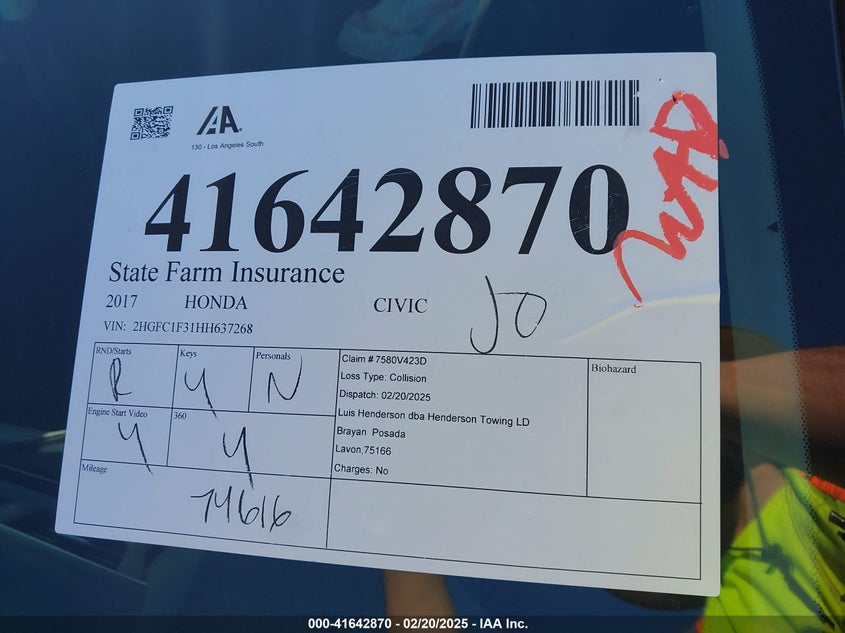 IAA.
130 - Los Angeles South
41642870
State Farm Insurance
2017 HONDA CIVIC JO
VIN: 2HGFC1F31HH637268
RND/Starts R Keys Y Personals N
Engine Start Video Y 360 Y
Mileage 74616
Claim # 7580V423D
Loss Type: Collision
Dispatch: 02/20/2025
Luis Henderson dba Henderson Towing LD
Brayan Posada
Lavon,75166
Charges: No
Biohazard
000-41642870 - 02/20/2025 - IAA Inc.